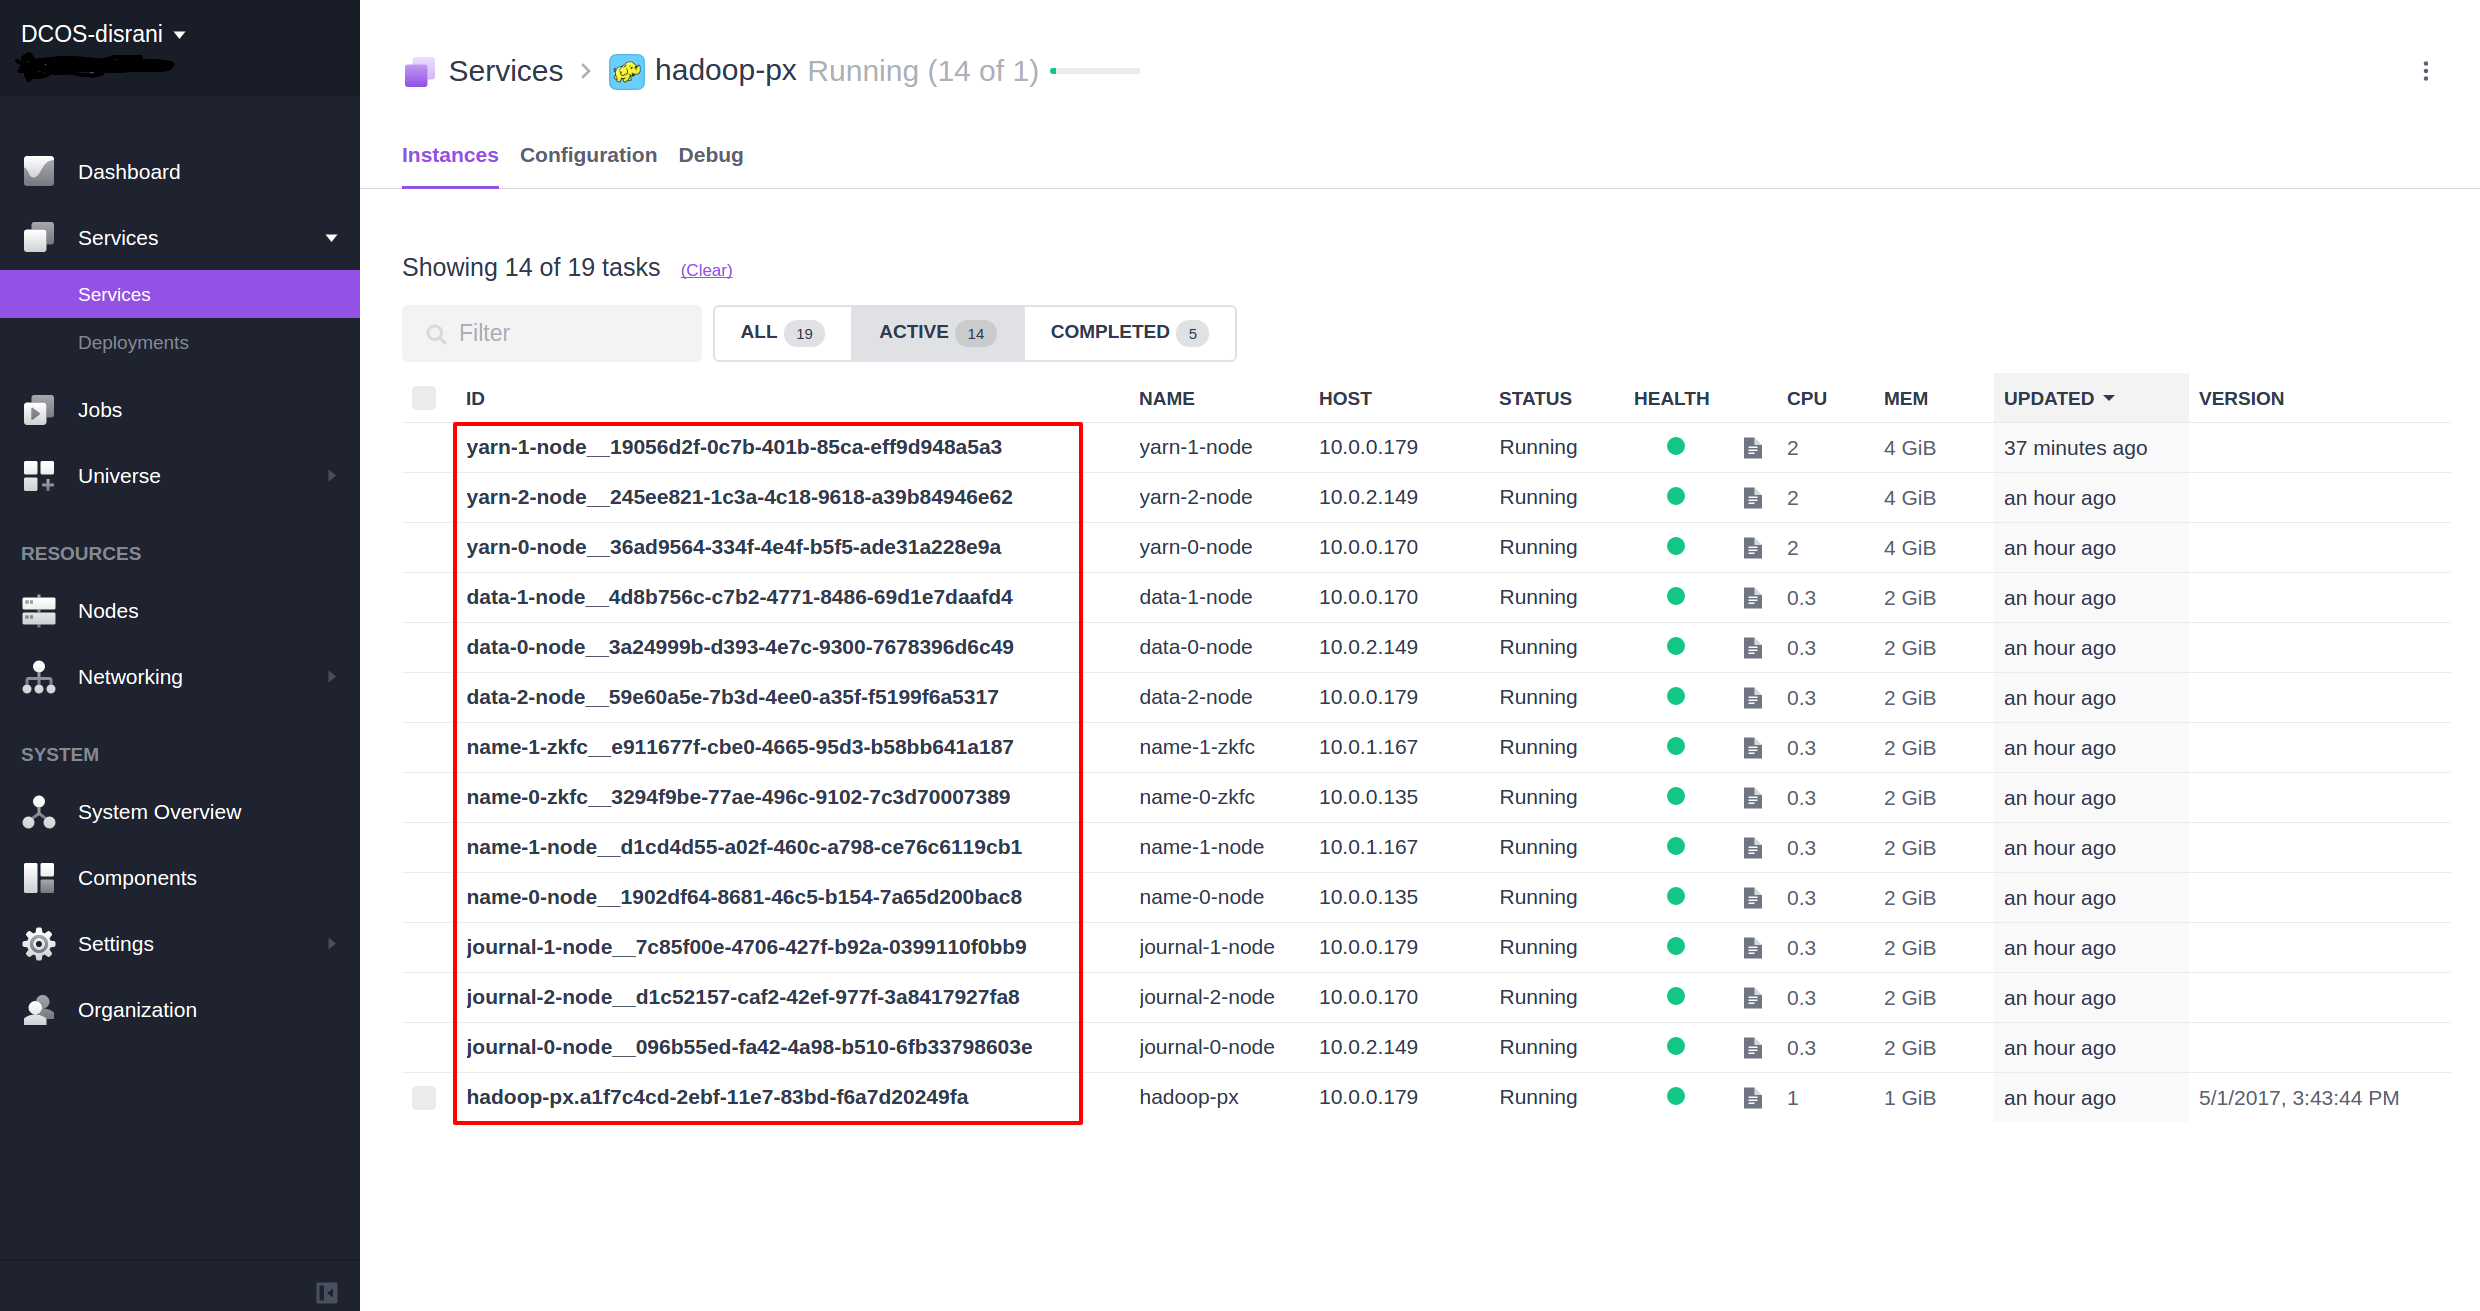 DCOS-disrani
Dashboard
Services
Services
Deployments
Jobs
Universe
RESOURCES
Nodes
Networking
SYSTEM
System Overview
Components
Settings
Organization
Services hadoop-px Running (14 of 1)
Instances Configuration Debug
Showing 14 of 19 tasks (Clear)
Filter ALL 19 ACTIVE 14 COMPLETED 5
ID NAME HOST STATUS HEALTH CPU MEM UPDATED VERSION
yarn-1-node__19056d2f-0c7b-401b-85ca-eff9d948a5a3 yarn-1-node 10.0.0.179 Running 2 4 GiB 37 minutes ago
yarn-2-node__245ee821-1c3a-4c18-9618-a39b84946e62 yarn-2-node 10.0.2.149 Running 2 4 GiB an hour ago
yarn-0-node__36ad9564-334f-4e4f-b5f5-ade31a228e9a yarn-0-node 10.0.0.170 Running 2 4 GiB an hour ago
data-1-node__4d8b756c-c7b2-4771-8486-69d1e7daafd4 data-1-node 10.0.0.170 Running 0.3 2 GiB an hour ago
data-0-node__3a24999b-d393-4e7c-9300-7678396d6c49 data-0-node 10.0.2.149 Running 0.3 2 GiB an hour ago
data-2-node__59e60a5e-7b3d-4ee0-a35f-f5199f6a5317 data-2-node 10.0.0.179 Running 0.3 2 GiB an hour ago
name-1-zkfc__e911677f-cbe0-4665-95d3-b58bb641a187 name-1-zkfc 10.0.1.167 Running 0.3 2 GiB an hour ago
name-0-zkfc__3294f9be-77ae-496c-9102-7c3d70007389 name-0-zkfc 10.0.0.135 Running 0.3 2 GiB an hour ago
name-1-node__d1cd4d55-a02f-460c-a798-ce76c6119cb1 name-1-node 10.0.1.167 Running 0.3 2 GiB an hour ago
name-0-node__1902df64-8681-46c5-b154-7a65d200bac8 name-0-node 10.0.0.135 Running 0.3 2 GiB an hour ago
journal-1-node__7c85f00e-4706-427f-b92a-0399110f0bb9 journal-1-node 10.0.0.179 Running 0.3 2 GiB an hour ago
journal-2-node__d1c52157-caf2-42ef-977f-3a8417927fa8 journal-2-node 10.0.0.170 Running 0.3 2 GiB an hour ago
journal-0-node__096b55ed-fa42-4a98-b510-6fb33798603e journal-0-node 10.0.2.149 Running 0.3 2 GiB an hour ago
hadoop-px.a1f7c4cd-2ebf-11e7-83bd-f6a7d20249fa hadoop-px 10.0.0.179 Running 1 1 GiB an hour ago 5/1/2017, 3:43:44 PM